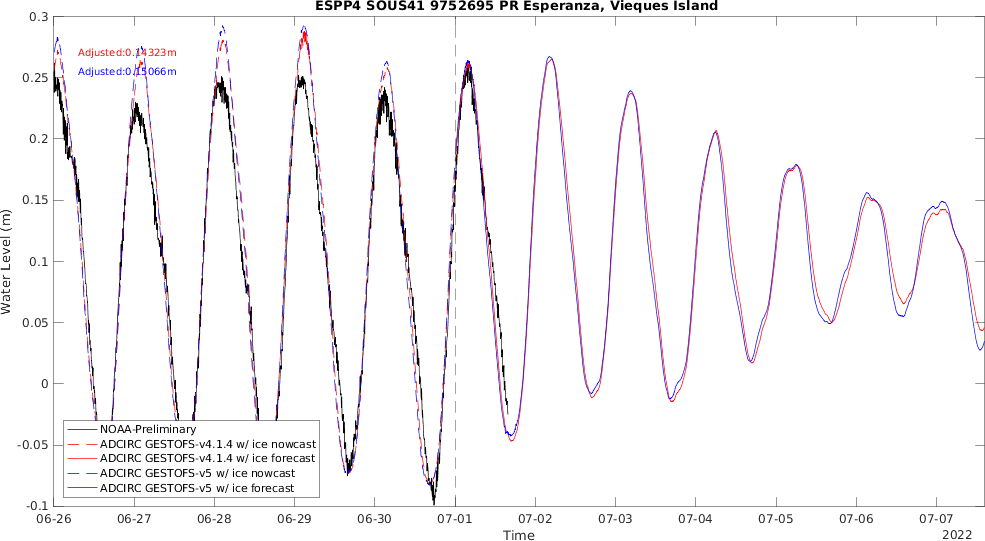 ESPP4 SOUS41 9752695 PR Esperanza, Vieques Island
0.3
0.25
0.2
0.15
0.1
0.05
0
-0.05
-0.1
Water Level (m)
Adjusted:0.14323m
Adjusted:0.15066m
NOAA-Preliminary
ADCIRC GESTOFS-v4.1.4 w/ ice nowcast
ADCIRC GESTOFS-v4.1.4 w/ ice forecast
ADCIRC GESTOFS-v5 w/ ice nowcast
ADCIRC GESTOFS-v5 w/ ice forecast
06-26 06-27 06-28 06-29 06-30 07-01 07-02 07-03 07-04 07-05 07-06 07-07
Time
2022